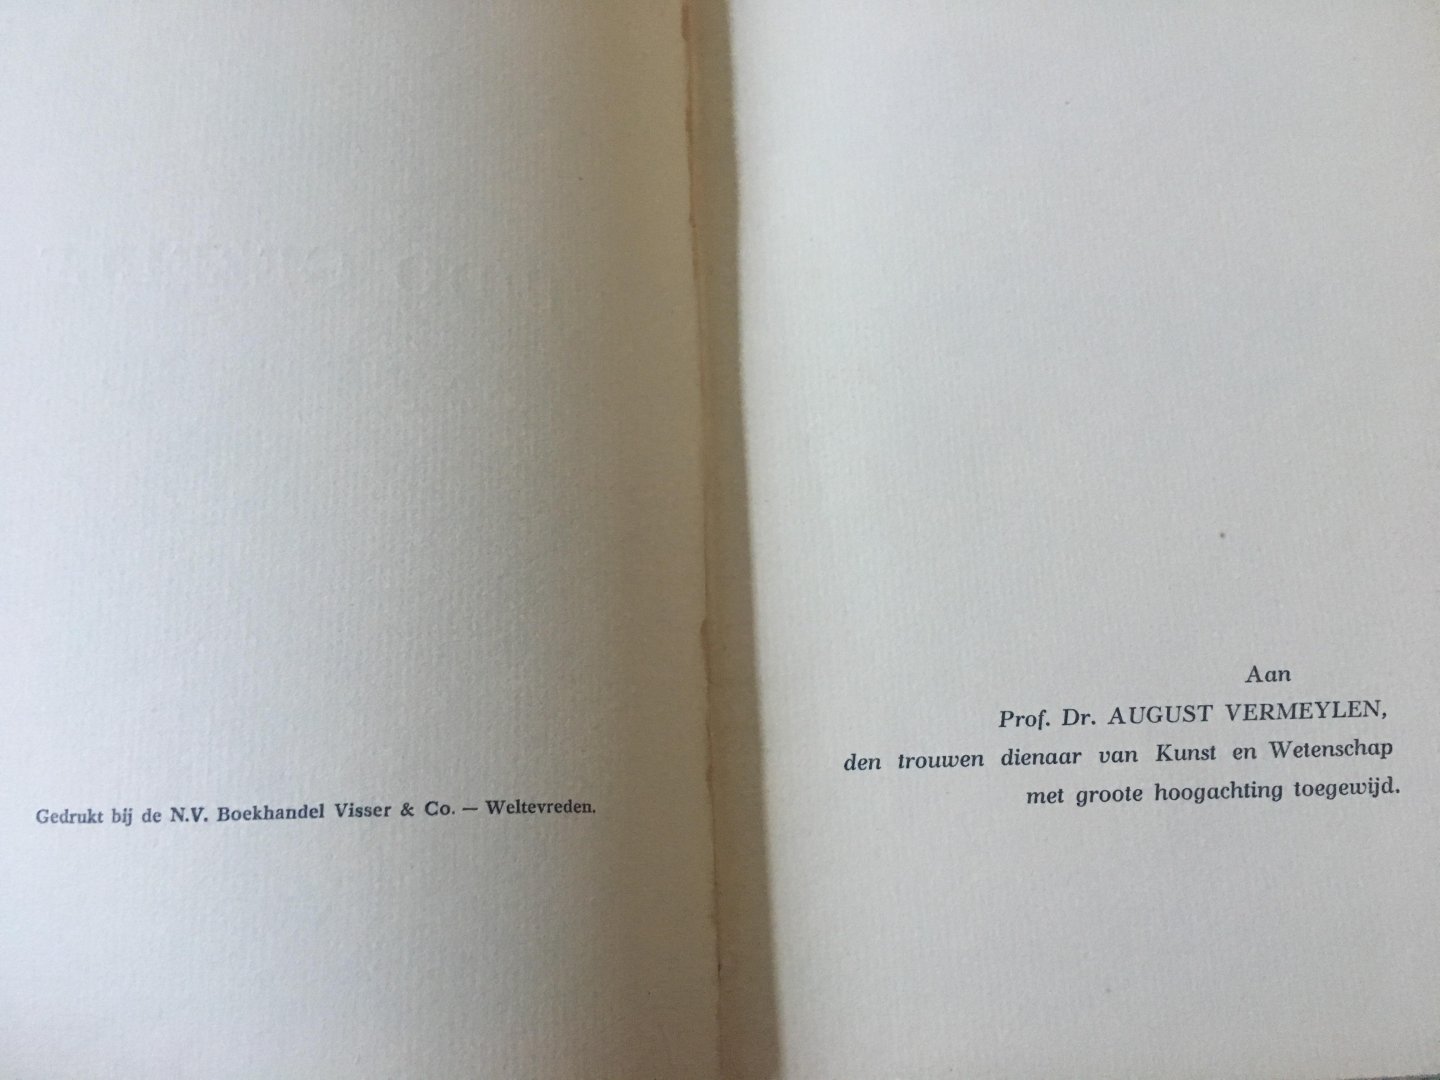 Gedrukt bij de N.V. Boekhandel Visser & Co. — Weltevreden.
Aan
Prof. Dr. AUGUST VERMEYLEN,
den trouwen dienaar van Kunst en Wetenschap
met groote hoogachting toegewijd.